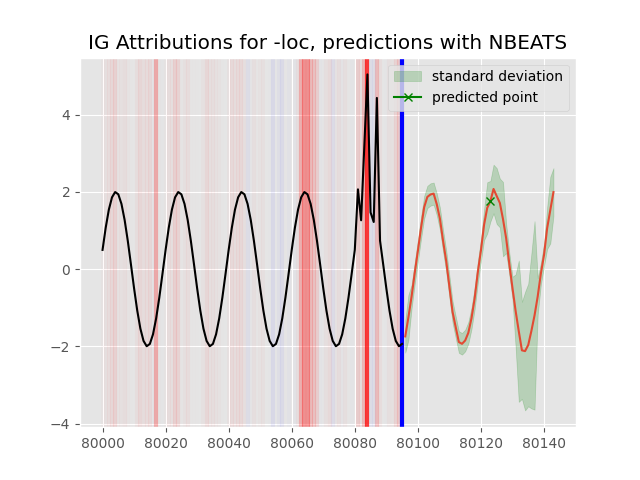 IG Attributions for -loc, predictions with NBEATS
standard deviation
predicted point
4
2
0
−2
−4
80000 80020 80040 80060 80080 80100 80120 80140